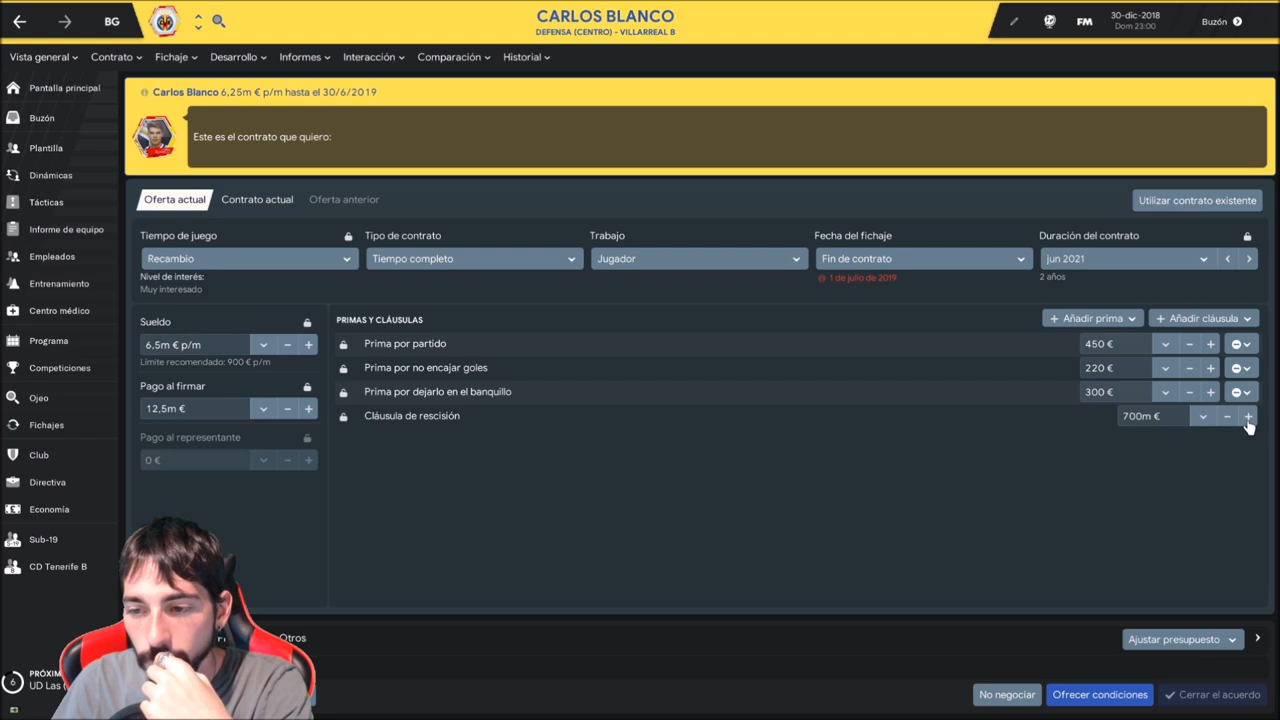 BG
CARLOS BLANCO
DEFENSA (CENTRO) - VILLARREAL B
FM
30-dic-2018
Dom 23:00
Buzón
Vista general
Contrato
Fichaje
Desarrollo
Informes
Interacción
Comparación
Historial
Pantalla principal
Buzón
Plantilla
Dinámicas
Tácticas
Informe de equipo
Empleados
Entrenamiento
Centro médico
Programa
Competiciones
Ojeo
Fichajes
Club
Directiva
Economía
Sub-19
CD Tenerife B
Carlos Blanco 6,25m € p/m hasta el 30/6/2019
Este es el contrato que quiero:
Oferta actual
Contrato actual
Oferta anterior
Utilizar contrato existente
Tiempo de juego
Recambio
Nivel de interés:
Muy interesado
Tipo de contrato
Tiempo completo
Trabajo
Jugador
Fecha del fichaje
Fin de contrato
1 de julio de 2019
Duración del contrato
jun 2021
2 años
Sueldo
6,5m € p/m
Límite recomendado: 900 € p/m
Pago al firmar
12,5m €
Pago al representante
0 €
PRIMAS Y CLÁUSULAS
+ Añadir prima
+ Añadir cláusula
Prima por partido 450 €
Prima por no encajar goles 220 €
Prima por dejarlo en el banquillo 300 €
Cláusula de rescisión 700m €
Otros
Ajustar presupuesto
6
UD Las
No negociar
Ofrecer condiciones
Cerrar el acuerdo